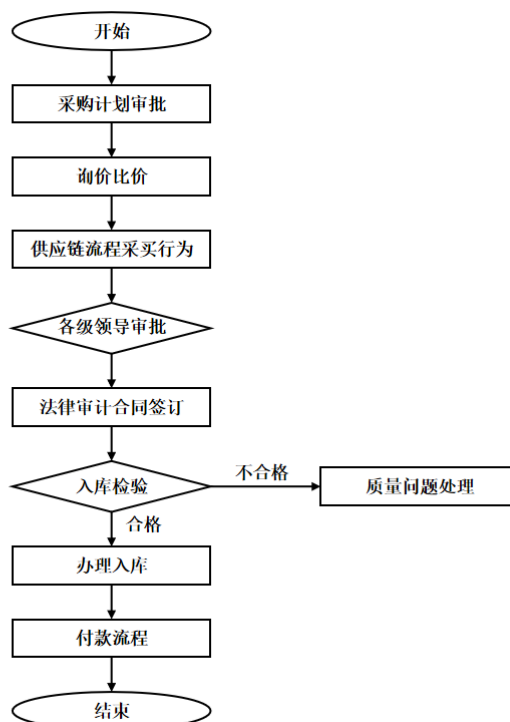 开始
采购计划审批
询价比价
供应链流程采买行为
各级领导审批
法律审计合同签订
不合格
入库检验
质量问题处理
合格
办理入库
付款流程
结束